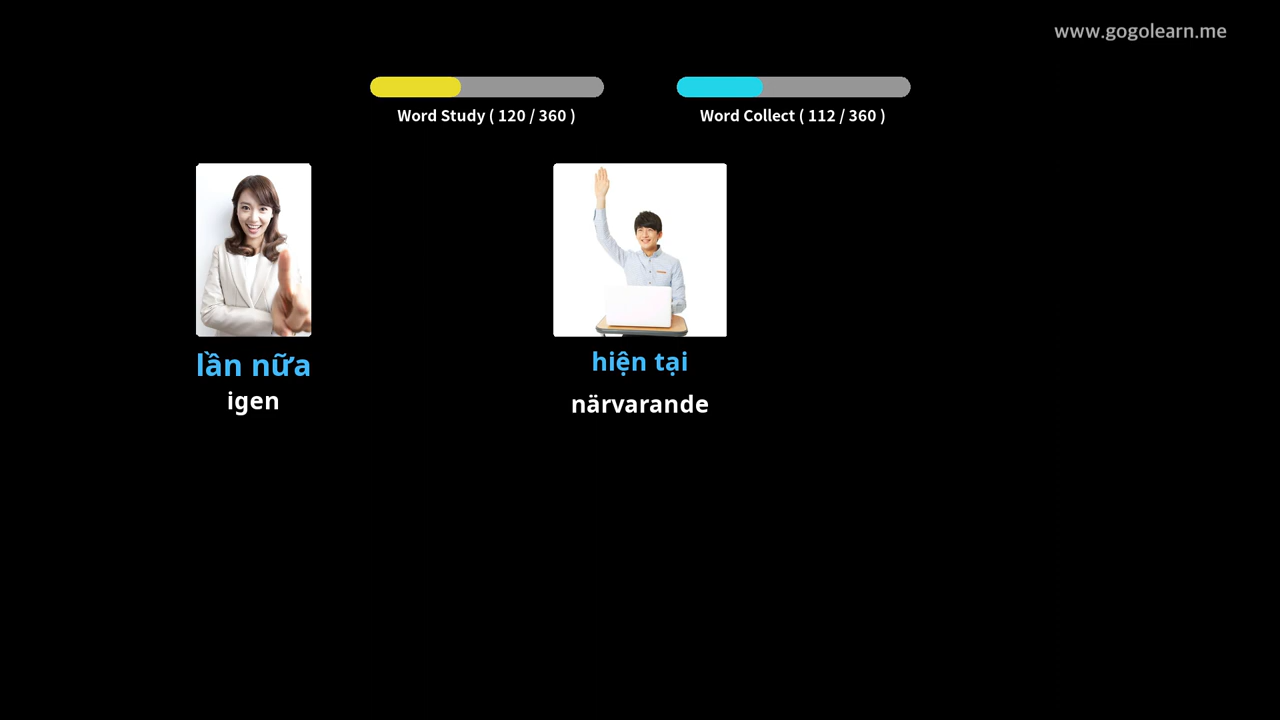 www.gogolearn.me
Word Study ( 120 / 360 )
Word Collect ( 112 / 360 )
lần nữa
igen
hiện tại
närvarande